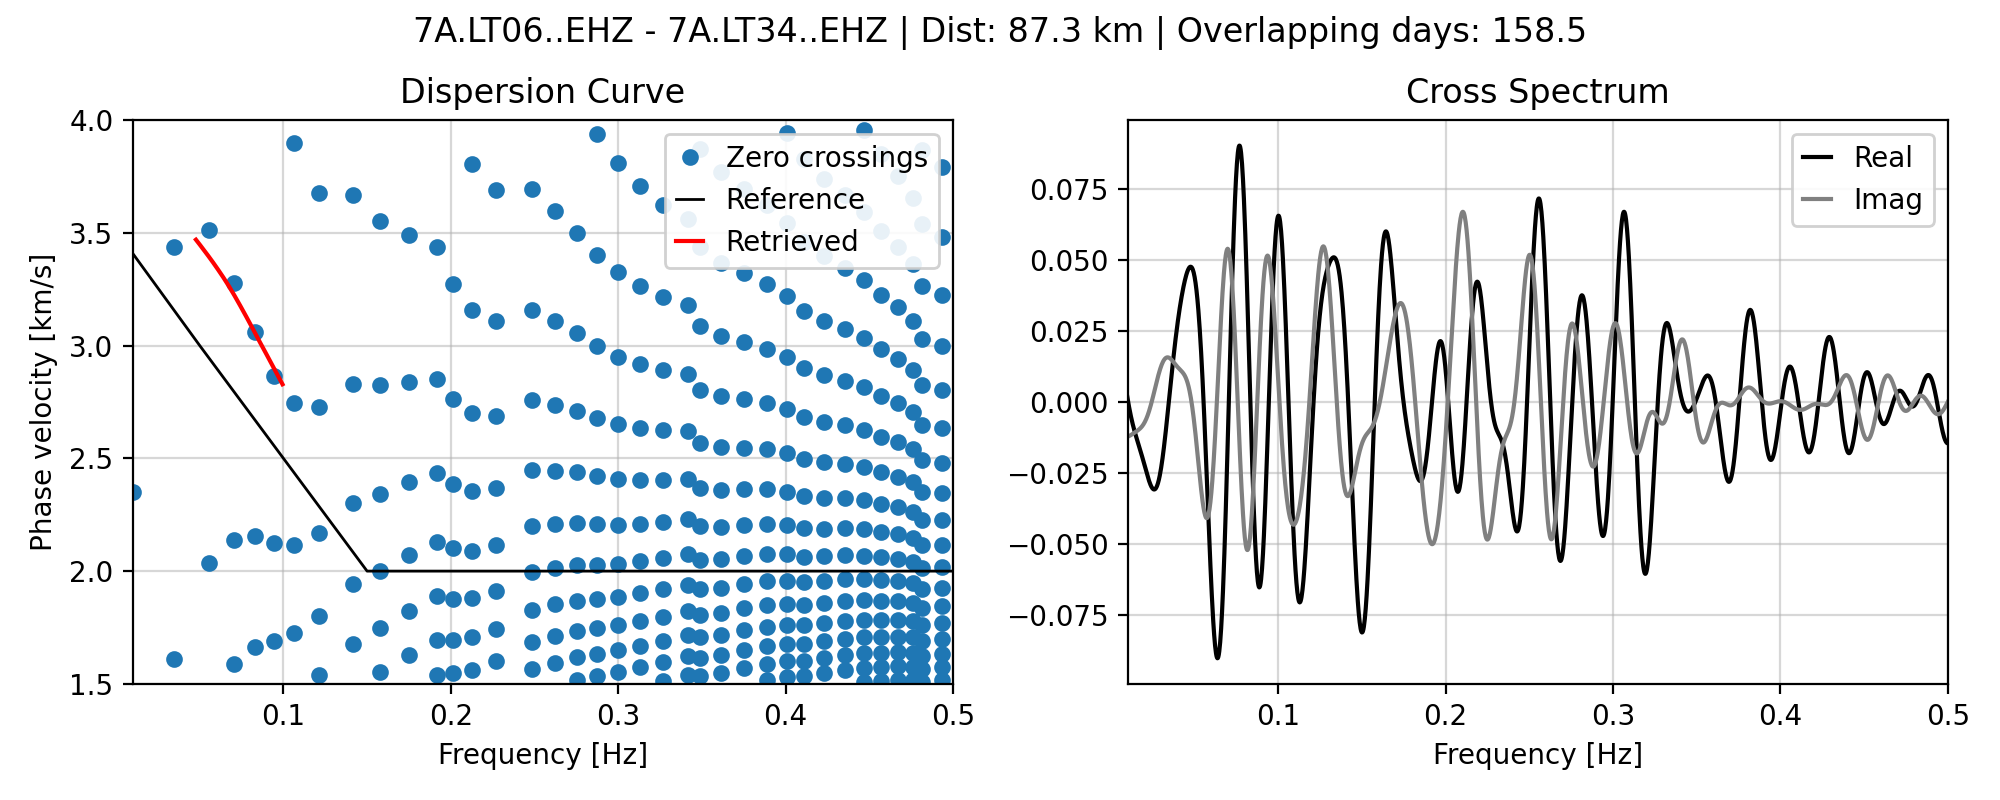 7A.LT06..EHZ - 7A.LT34..EHZ | Dist: 87.3 km | Overlapping days: 158.5
Dispersion Curve
4.0
3.5
3.0
2.5
2.0
1.5
Phase velocity [km/s]
0.1
0.2
0.3
0.4
0.5
Frequency [Hz]
Zero crossings
Reference
Retrieved
Cross Spectrum
0.075
0.050
0.025
0.000
−0.025
−0.050
−0.075
0.1
0.2
0.3
0.4
0.5
Frequency [Hz]
Real
Imag